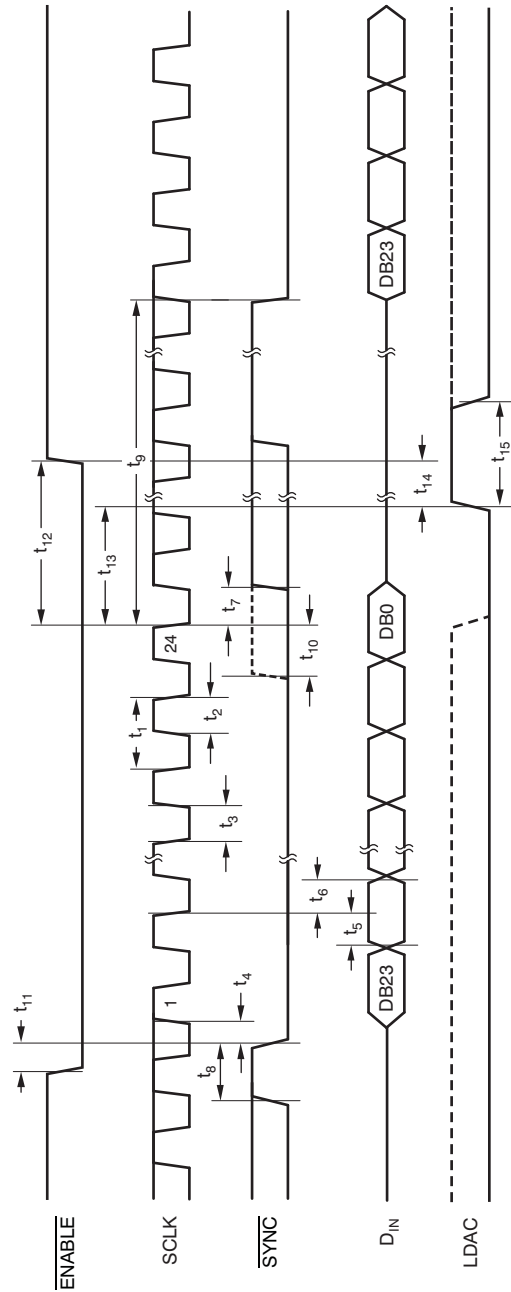 t11
t12
ENABLE
t13
t9
t1
t4
1
24
SCLK
t3
t2
t8
t7
SYNC
t10
t6
t5
DB23
DB0
DB23
DIN
t14
t15
LDAC